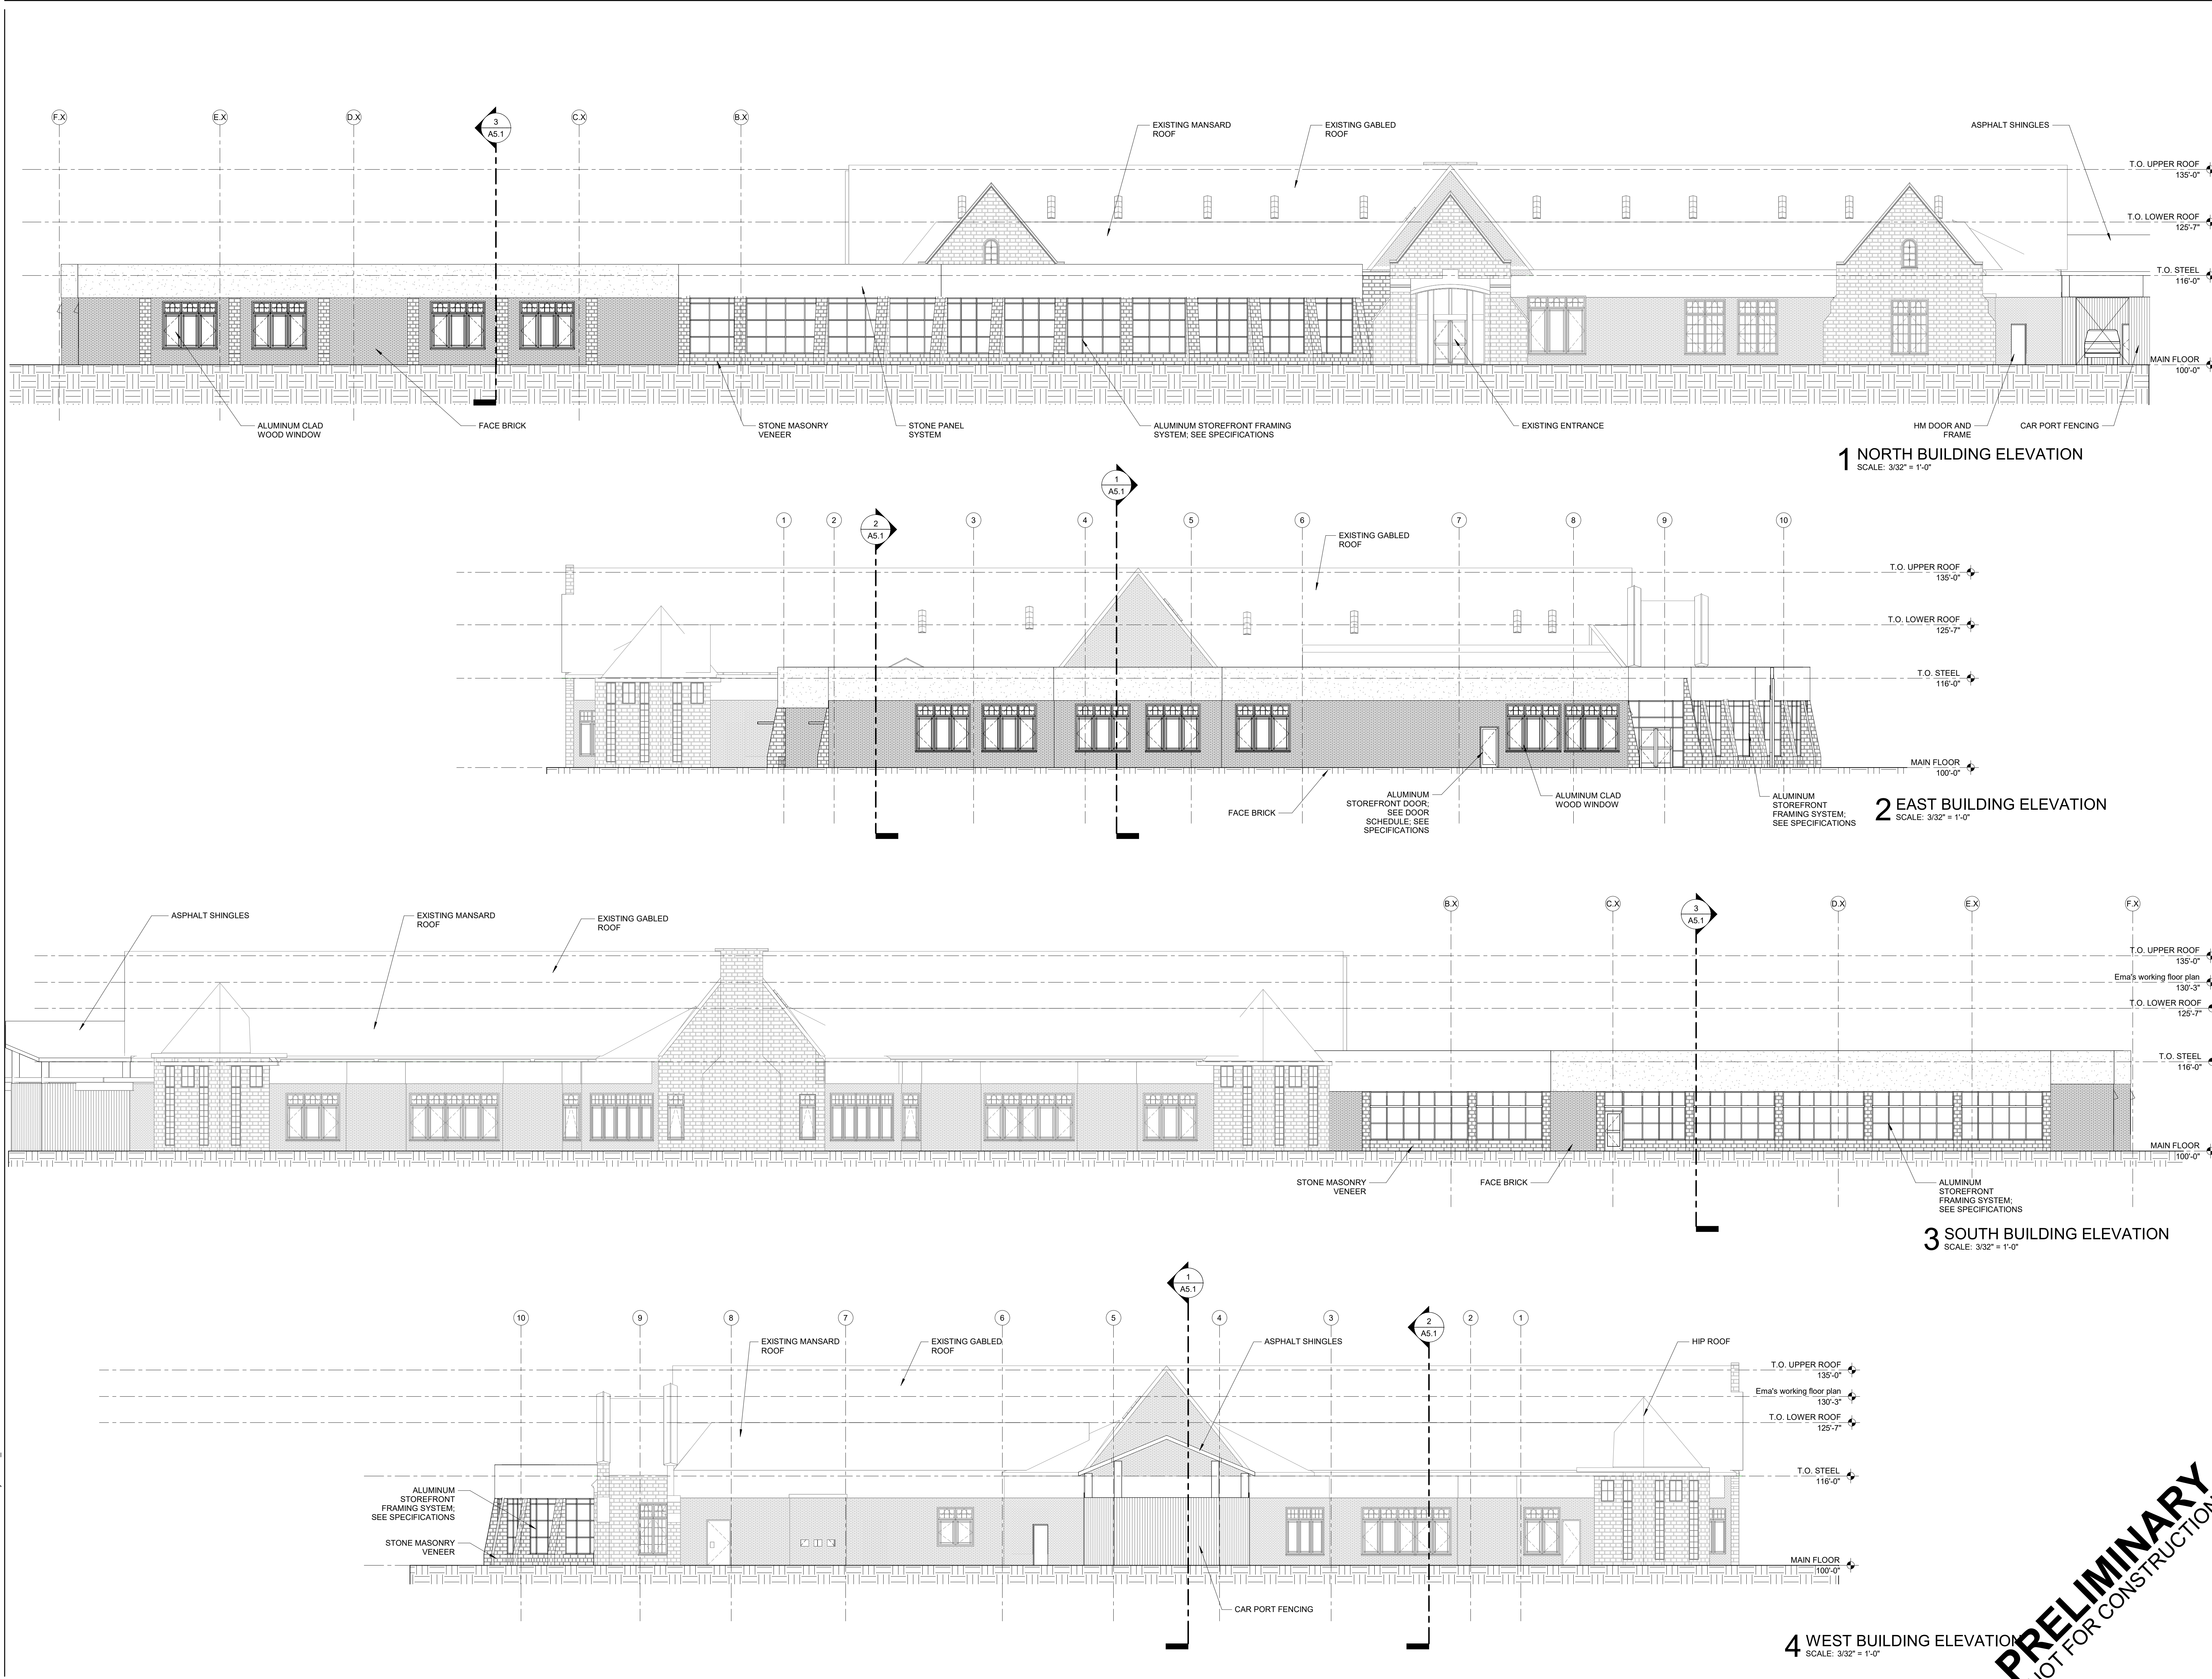 F.X
E.X
D.X
3
A5.1
C.X
B.X
EXISTING MANSARD
ROOF
EXISTING GABLED
ROOF
ASPHALT SHINGLES
T.O. UPPER ROOF
135'-0"
T.O. LOWER ROOF
125'-7"
T.O. STEEL
116'-0"
MAIN FLOOR
100'-0"
ALUMINUM CLAD
WOOD WINDOW
FACE BRICK
STONE MASONRY
VENEER
STONE PANEL
SYSTEM
ALUMINUM STOREFRONT FRAMING
SYSTEM; SEE SPECIFICATIONS
EXISTING ENTRANCE
HM DOOR AND
FRAME
CAR PORT FENCING
1 NORTH BUILDING ELEVATION
SCALE: 3/32" = 1'-0"
1
2
2
A5.1
3
4
1
A5.1
5
6
7
8
9
10
EXISTING GABLED
ROOF
T.O. UPPER ROOF
135'-0"
T.O. LOWER ROOF
125'-7"
T.O. STEEL
116'-0"
MAIN FLOOR
100'-0"
FACE BRICK
ALUMINUM
STOREFRONT DOOR;
SEE DOOR
SCHEDULE; SEE
SPECIFICATIONS
ALUMINUM CLAD
WOOD WINDOW
ALUMINUM
STOREFRONT
FRAMING SYSTEM;
SEE SPECIFICATIONS
2 EAST BUILDING ELEVATION
SCALE: 3/32" = 1'-0"
ASPHALT SHINGLES
EXISTING MANSARD
ROOF
EXISTING GABLED
ROOF
B.X
C.X
3
A5.1
D.X
E.X
F.X
T.O. UPPER ROOF
135'-0"
Ema's working floor plan
130'-3"
T.O. LOWER ROOF
125'-7"
T.O. STEEL
116'-0"
MAIN FLOOR
100'-0"
STONE MASONRY
VENEER
FACE BRICK
ALUMINUM
STOREFRONT
FRAMING SYSTEM;
SEE SPECIFICATIONS
3 SOUTH BUILDING ELEVATION
SCALE: 3/32" = 1'-0"
10
9
8
7
6
5
1
A5.1
4
3
2
A5.1
2
1
EXISTING MANSARD
ROOF
EXISTING GABLED
ROOF
ASPHALT SHINGLES
HIP ROOF
T.O. UPPER ROOF
135'-0"
Ema's working floor plan
130'-3"
T.O. LOWER ROOF
125'-7"
T.O. STEEL
116'-0"
MAIN FLOOR
100'-0"
ALUMINUM
STOREFRONT
FRAMING SYSTEM;
SEE SPECIFICATIONS
STONE MASONRY
VENEER
CAR PORT FENCING
4 WEST BUILDING ELEVATION
SCALE: 3/32" = 1'-0"
PRELIMINARY
NOT FOR CONSTRUCTION